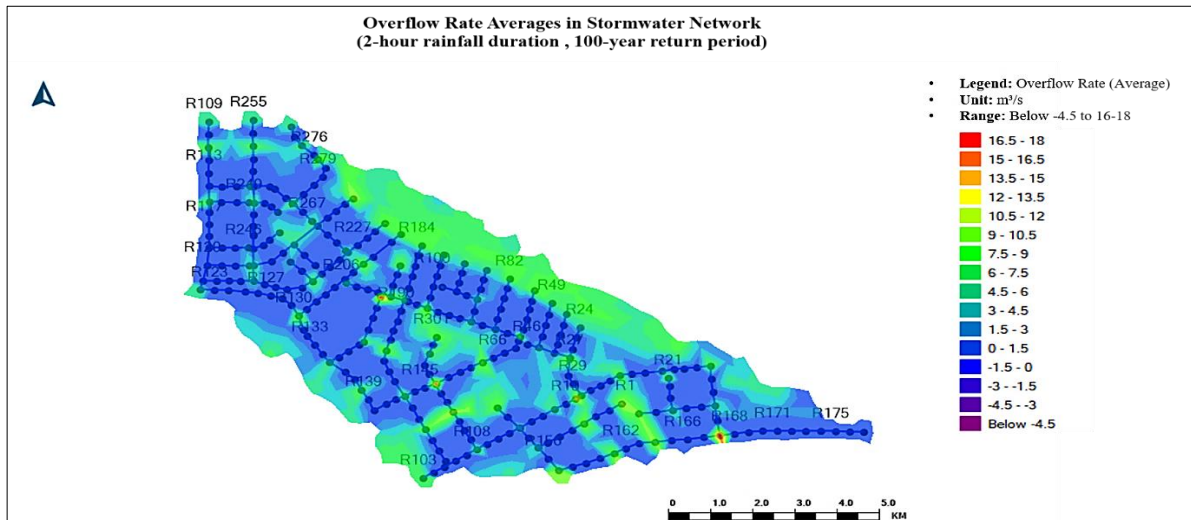 Overflow Rate Averages in Stormwater Network
(2-hour rainfall duration , 100-year return period)
• Legend: Overflow Rate (Average)
• Unit: m³/s
• Range: Below -4.5 to 16-18
16.5 - 18
15 - 16.5
13.5 - 15
12 - 13.5
10.5 - 12
9 - 10.5
7.5 - 9
6 - 7.5
4.5 - 6
3 - 4.5
1.5 - 3
0 - 1.5
-1.5 - 0
-3 - -1.5
-4.5 - -3
Below -4.5
R109 R255
R276
R113 R279
R249
R267
R246 R227 R184
R100
R123 R127 R206 R82
R130 R49
R133 R301 R24
R66 R46
R29 R21
R139 R145 R1
R168 R171 R175
R108 R166
R162
R103
0 1.0 2.0 3.0 4.0 5.0
KM